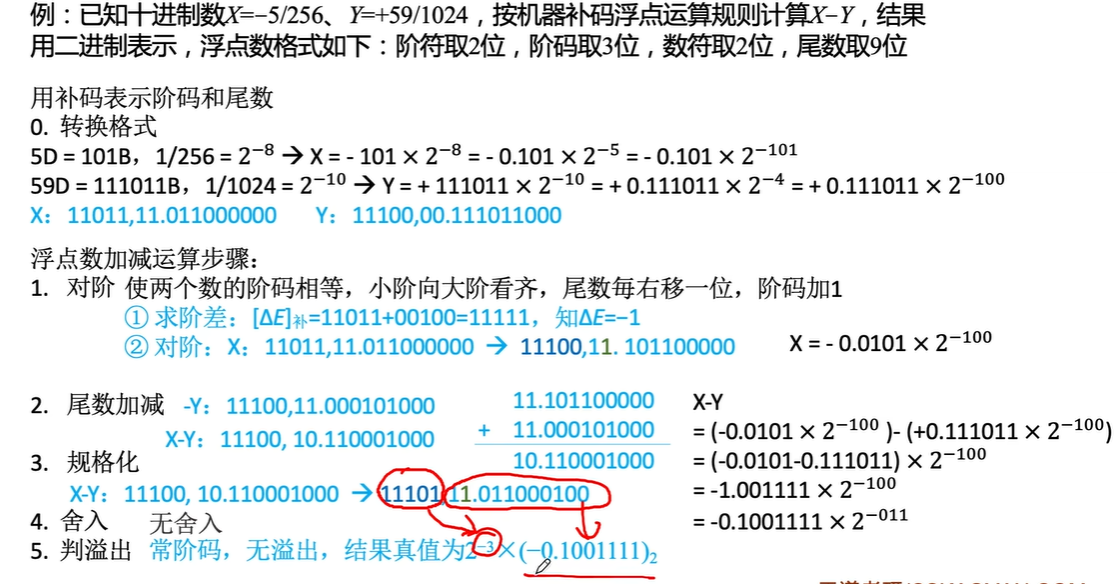 例：已知十进制数X=−5/256、Y=+59/1024，按机器补码浮点运算规则计算X−Y，结果
用二进制表示，浮点数格式如下：阶符取2位，阶码取3位，数符取2位，尾数取9位
用补码表示阶码和尾数
0. 转换格式
5D = 101B，1/256 = 2⁻⁸ → X = - 101 × 2⁻⁸ = - 0.101 × 2⁻⁵ = - 0.101 × 2⁻¹⁰¹
59D = 111011B，1/1024 = 2⁻¹⁰ → Y = + 111011 × 2⁻¹⁰ = + 0.111011 × 2⁻⁴ = + 0.111011 × 2⁻¹⁰⁰
X：11011,11.011000000 Y：11100,00.111011000
浮点数加减运算步骤：
1. 对阶 使两个数的阶码相等，小阶向大阶看齐，尾数每右移一位，阶码加1
① 求阶差：[ΔE]补=11011+00100=11111，知ΔE=−1
② 对阶：X：11011,11.011000000 → 11100,11. 101100000 X = - 0.0101 × 2⁻¹⁰⁰
2. 尾数加减 -Y：11100,11.000101000
X-Y：11100, 10.110001000
11.101100000
+ 11.000101000
10.110001000
X-Y
= (-0.0101 × 2⁻¹⁰⁰ )- (+0.111011 × 2⁻¹⁰⁰)
= (-0.0101-0.111011) × 2⁻¹⁰⁰
= -1.001111 × 2⁻¹⁰⁰
= -0.1001111 × 2⁻⁰¹¹
3. 规格化
X-Y：11100, 10.110001000 → 11101,11.011000100
4. 舍入 无舍入
5. 判溢出 常阶码，无溢出，结果真值为2⁻³×(−0.1001111)₂